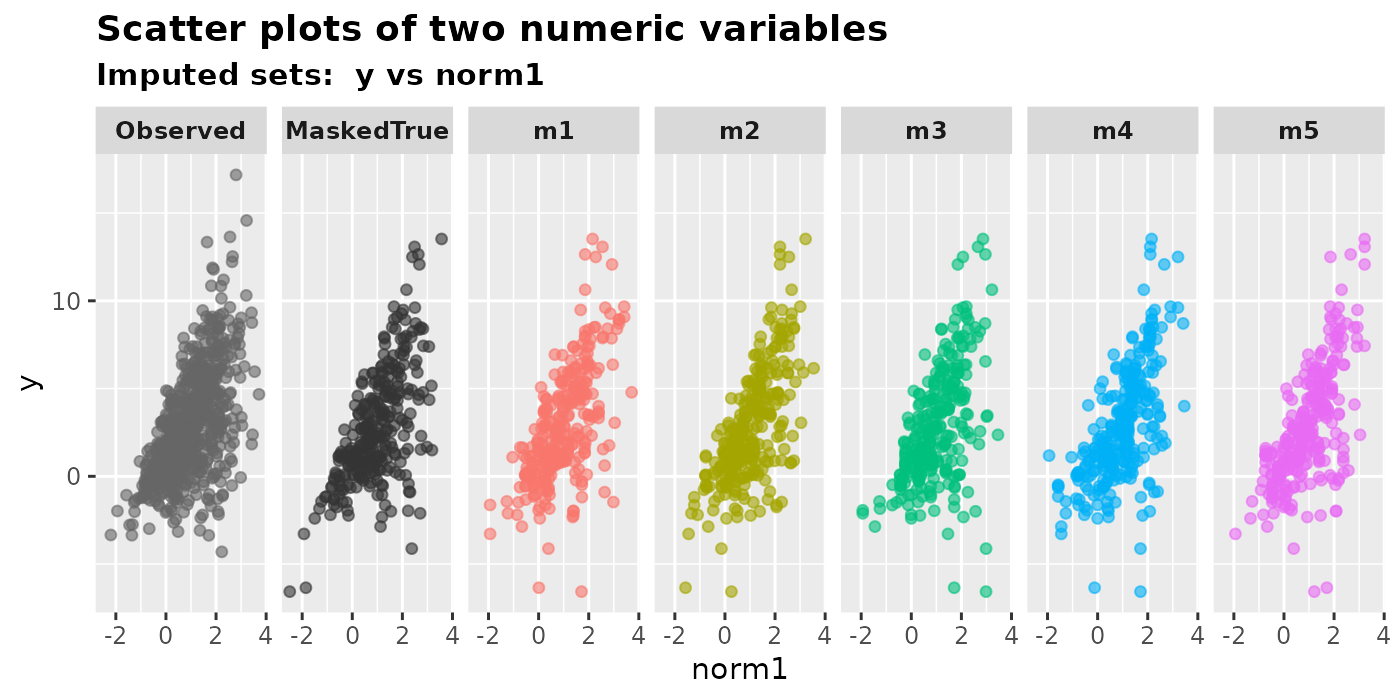 Scatter plots of two numeric variables
Imputed sets:  y vs norm1
Observed MaskedTrue m1 m2 m3 m4 m5
10
y
0
-2 0 2 4 -2 0 2 4 -2 0 2 4 -2 0 2 4 -2 0 2 4 -2 0 2 4 -2 0 2 4
norm1